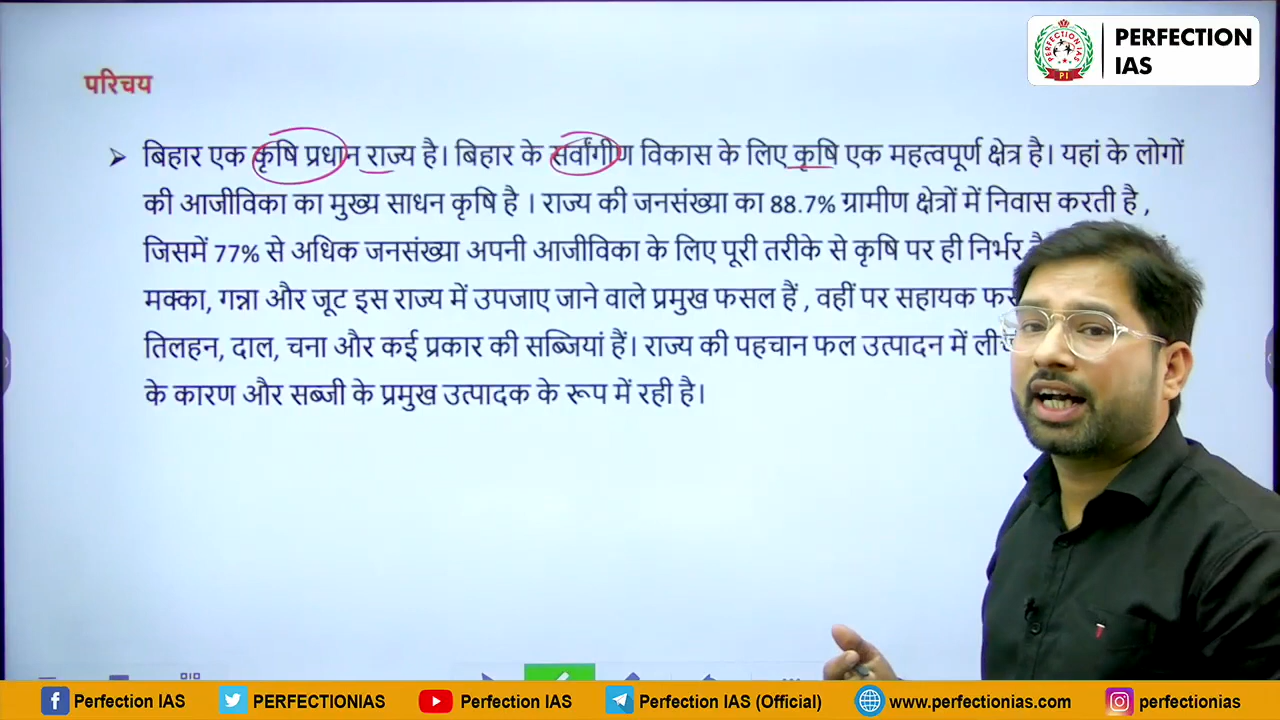 PERFECTION
IAS
PERFECTION IAS
PI
परिचय
➢ बिहार एक कृषि प्रधान राज्य है। बिहार के सर्वांगीण विकास के लिए कृषि एक महत्वपूर्ण क्षेत्र है। यहां के लोगों
की आजीविका का मुख्य साधन कृषि है । राज्य की जनसंख्या का 88.7% ग्रामीण क्षेत्रों में निवास करती है ,
जिसमें 77% से अधिक जनसंख्या अपनी आजीविका के लिए पूरी तरीके से कृषि पर ही निर्भर
मक्का, गन्ना और जूट इस राज्य में उपजाए जाने वाले प्रमुख फसल हैं , वहीं पर सहायक
तिलहन, दाल, चना और कई प्रकार की सब्जियां हैं। राज्य की पहचान फल उत्पादन में
के कारण और सब्जी के प्रमुख उत्पादक के रूप में रही है।
Perfection IAS
PERFECTIONIAS
Perfection IAS
Perfection IAS (Official)
www.perfectionias.com
perfectionias